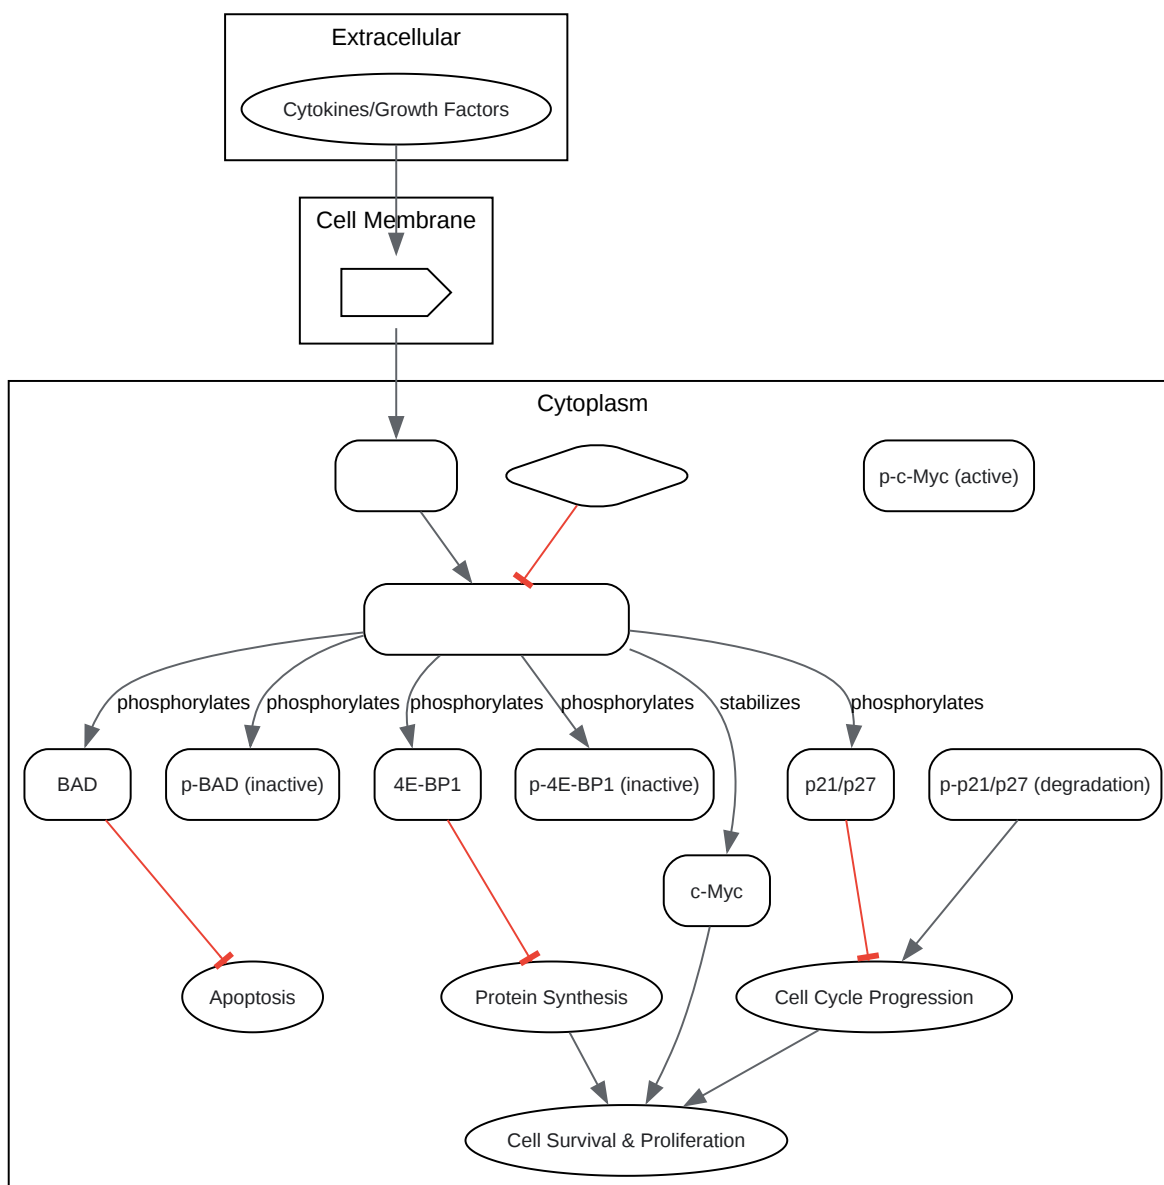 Extracellular
Cytokines/Growth Factors
Cell Membrane
Cytoplasm
p-c-Myc (active)
phosphorylates
phosphorylates
phosphorylates
phosphorylates
stabilizes
phosphorylates
BAD
p-BAD (inactive)
4E-BP1
p-4E-BP1 (inactive)
p21/p27
p-p21/p27 (degradation)
c-Myc
Apoptosis
Protein Synthesis
Cell Cycle Progression
Cell Survival & Proliferation